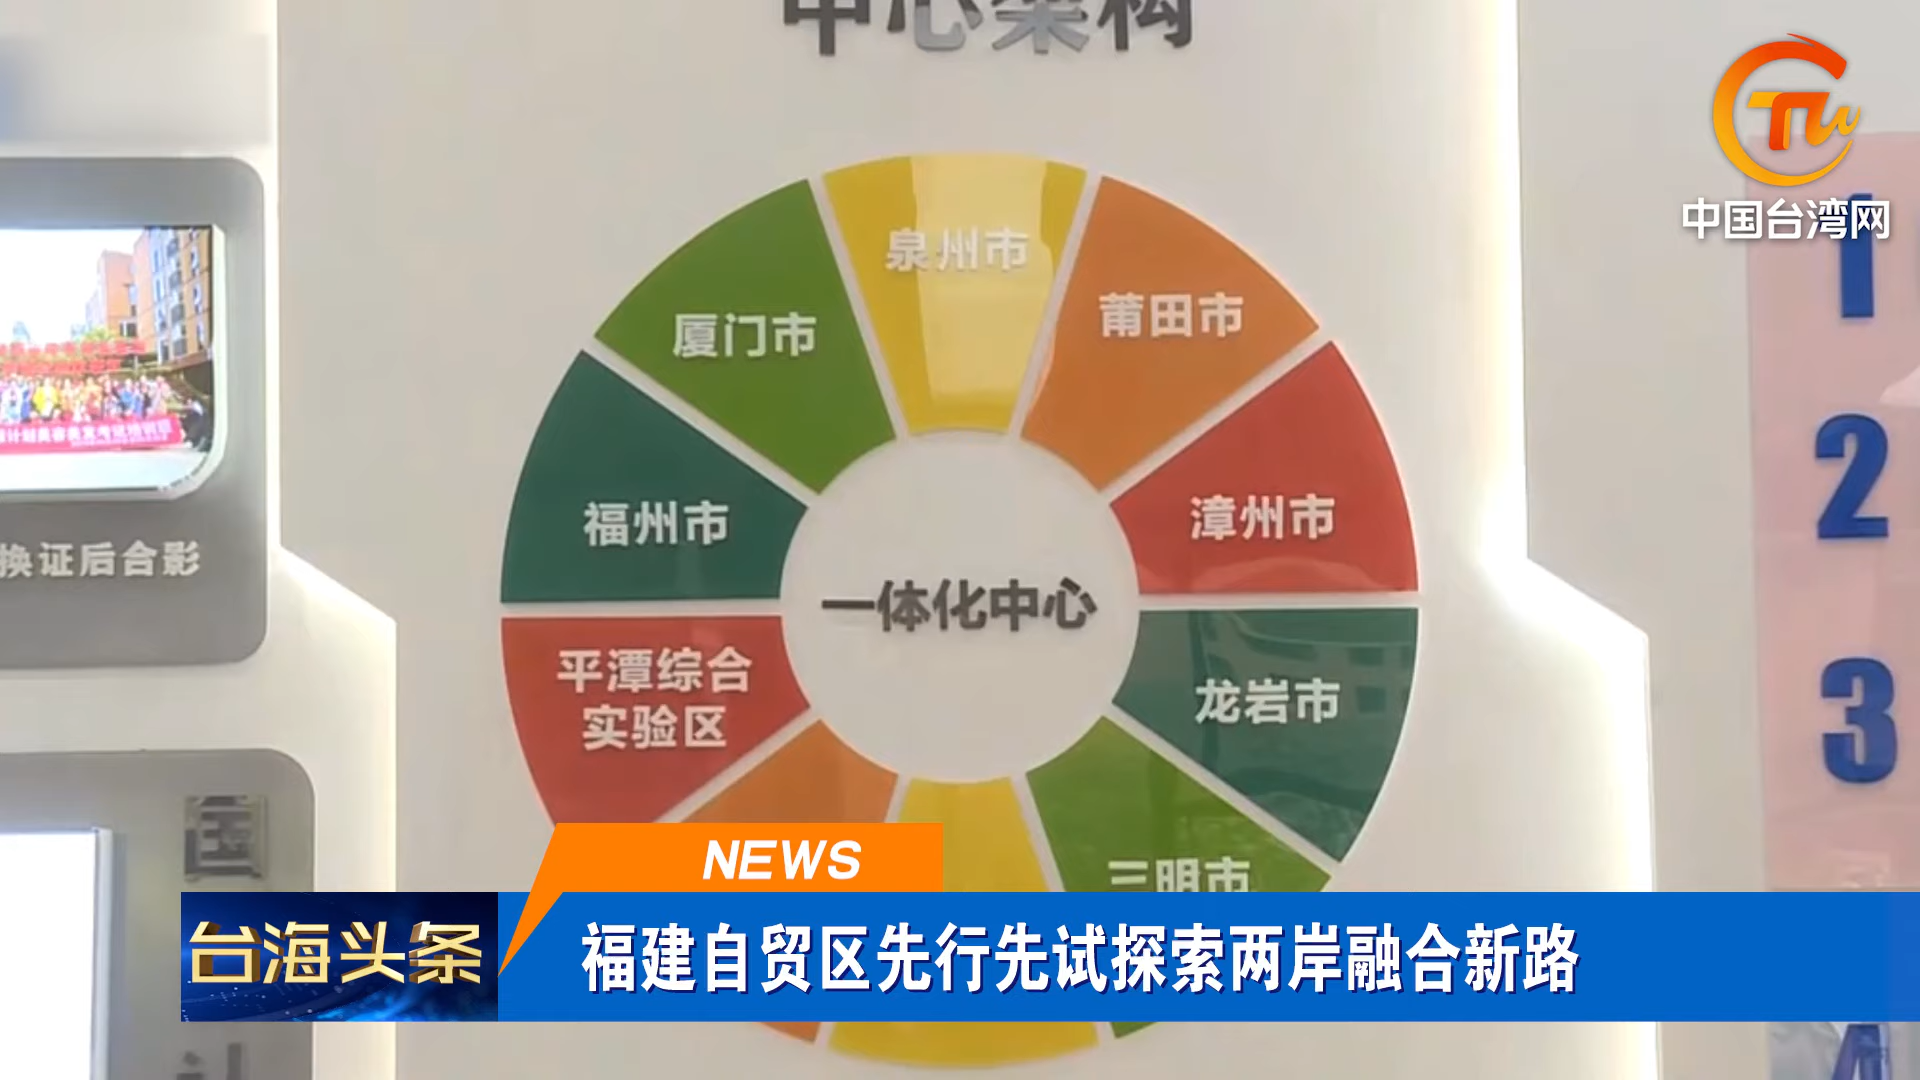 中心架构
中国台湾网
泉州市
莆田市
厦门市
漳州市
福州市
一体化中心
龙岩市
平潭综合
实验区
三明市
换证后合影
国
1
2
3
4
NEWS
台海头条
福建自贸区先行先试探索两岸融合新路